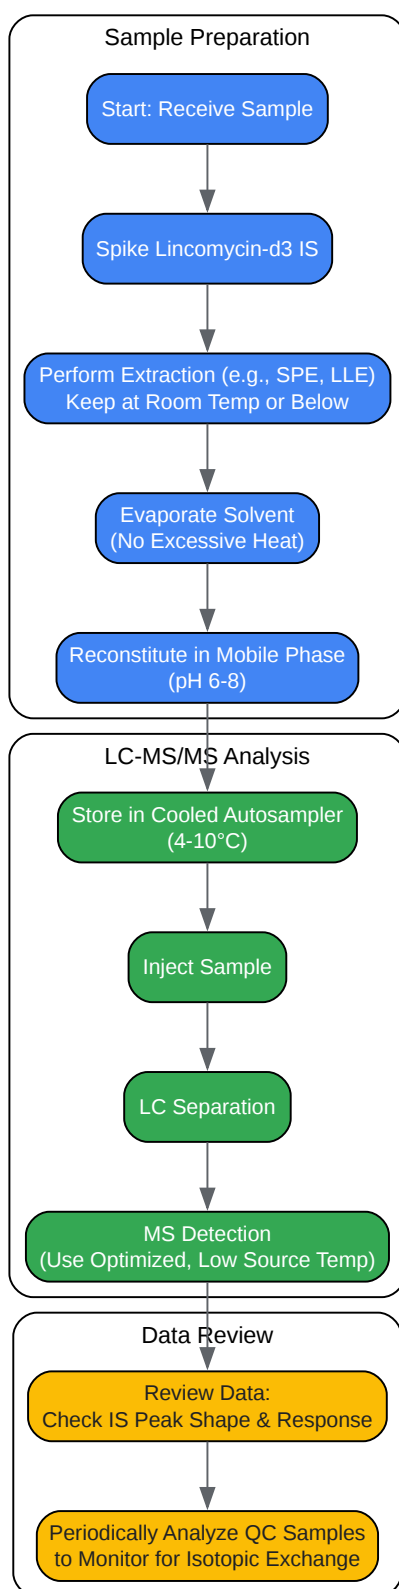 Sample Preparation
Start: Receive Sample
Spike Lincomycin-d3 IS
Perform Extraction (e.g., SPE, LLE)
Keep at Room Temp or Below
Evaporate Solvent
(No Excessive Heat)
Reconstitute in Mobile Phase
(pH 6-8)
LC-MS/MS Analysis
Store in Cooled Autosampler
(4-10°C)
Inject Sample
LC Separation
MS Detection
(Use Optimized, Low Source Temp)
Data Review
Review Data:
Check IS Peak Shape & Response
Periodically Analyze QC Samples
to Monitor for Isotopic Exchange